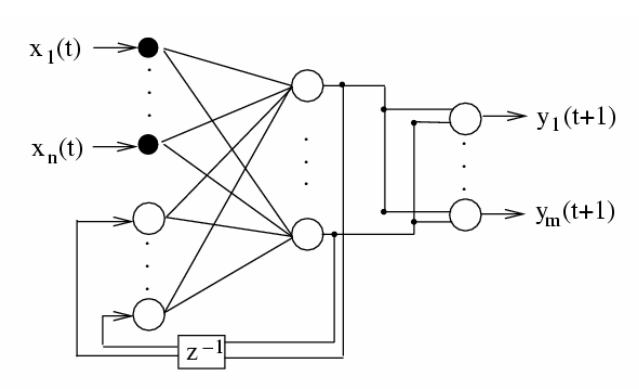 x₁(t)
xₙ(t)
y₁(t+1)
yₘ(t+1)
z⁻¹